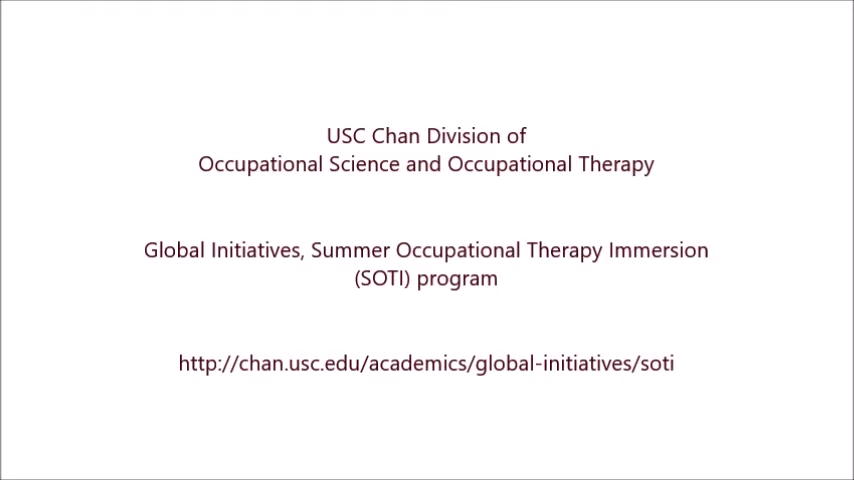 USC Chan Division of
Occupational Science and Occupational Therapy
Global Initiatives, Summer Occupational Therapy Immersion
(SOTI) program
http://chan.usc.edu/academics/global-initiatives/soti